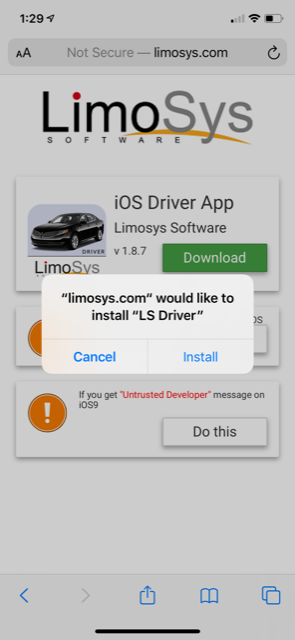 1:29
AA
Not Secure — limosys.com
LimoSys
SOFTWARE
DRIVER
LimoSys
iOS Driver App
Limosys Software
v 1.8.7
Download
“limosys.com“ would like to
install “LS Driver”
Cancel
Install
OS
If you get "Untrusted Developer" message on
iOS9
Do this